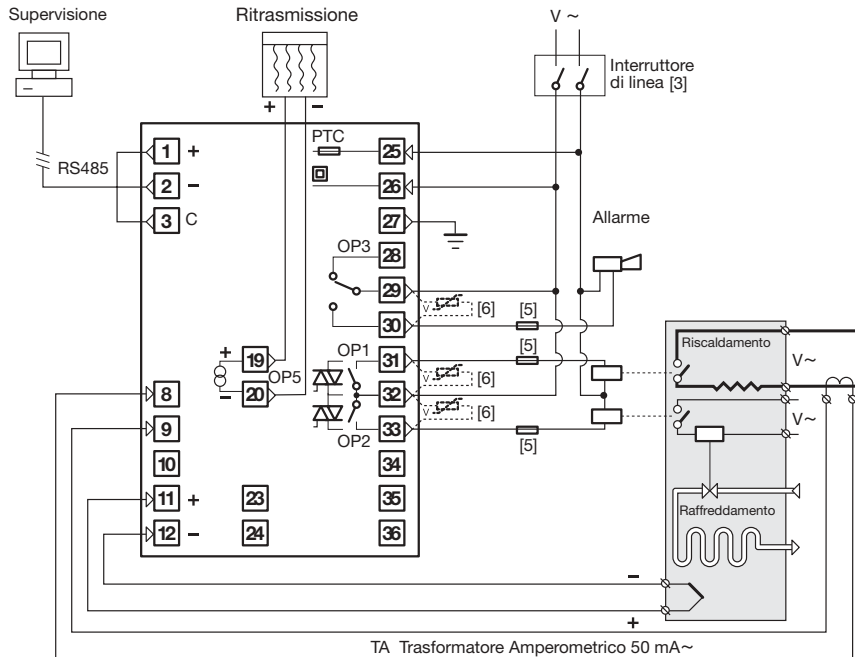 Supervisione
Ritrasmissione
V ~
Interruttore
di linea [3]
+ −
RS485
PTC
1 +
2 −
3 C
25
26
27
Allarme
OP3
28
29
30
V
[6]
[5]
+
19
20
−
OP5
OP1
31
32
33
OP2
[5]
[6]
V
[6]
[5]
Riscaldamento
V~
V~
Raffreddamento
8
9
10
11 +
12 −
23
24
34
35
36
−
+
TA Trasformatore Amperometrico 50 mA~